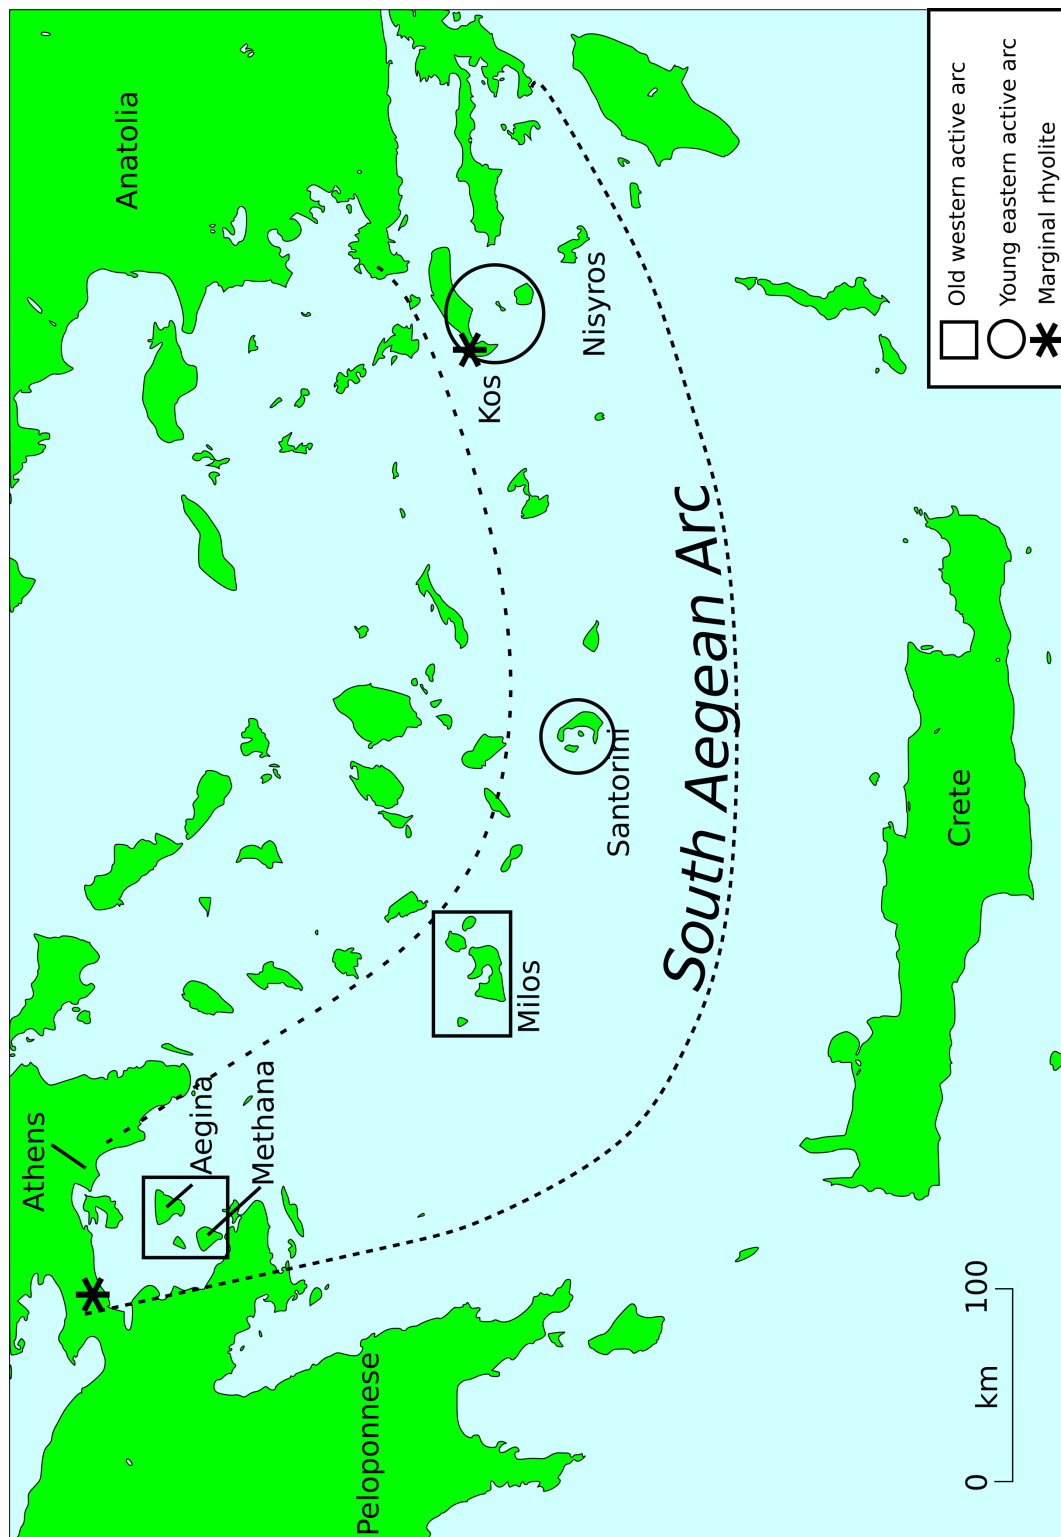 Athens
Anatolia
Aegina
Methana
Peloponnese
Milos
Kos
Nisyros
Santorini
South Aegean Arc
Crete
0
km
100
Old western active arc
Young eastern active arc
Marginal rhyolite